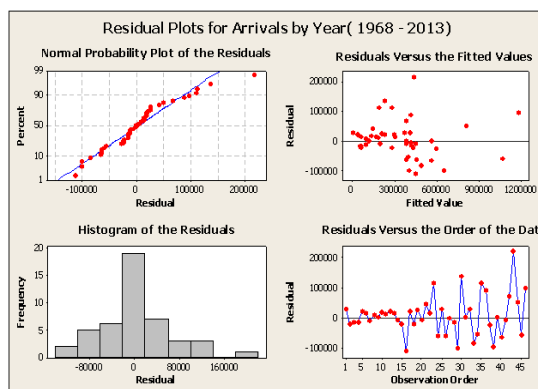 Residual Plots for Arrivals by Year( 1968 - 2013)
Normal Probability Plot of the Residuals
99
90
50
10
1
Percent
-100000 0 100000 200000
Residual
Residuals Versus the Fitted Values
200000
100000
0
-100000
Residual
0 200000 400000 600000 800000 1000000 1200000
Fitted Value
Histogram of the Residuals
20
15
10
5
0
Frequency
-80000 0 80000 160000
Residual
Residuals Versus the Order of the Dat
200000
100000
0
-100000
Residual
1 5 10 15 20 25 30 35 40 45
Observation Order